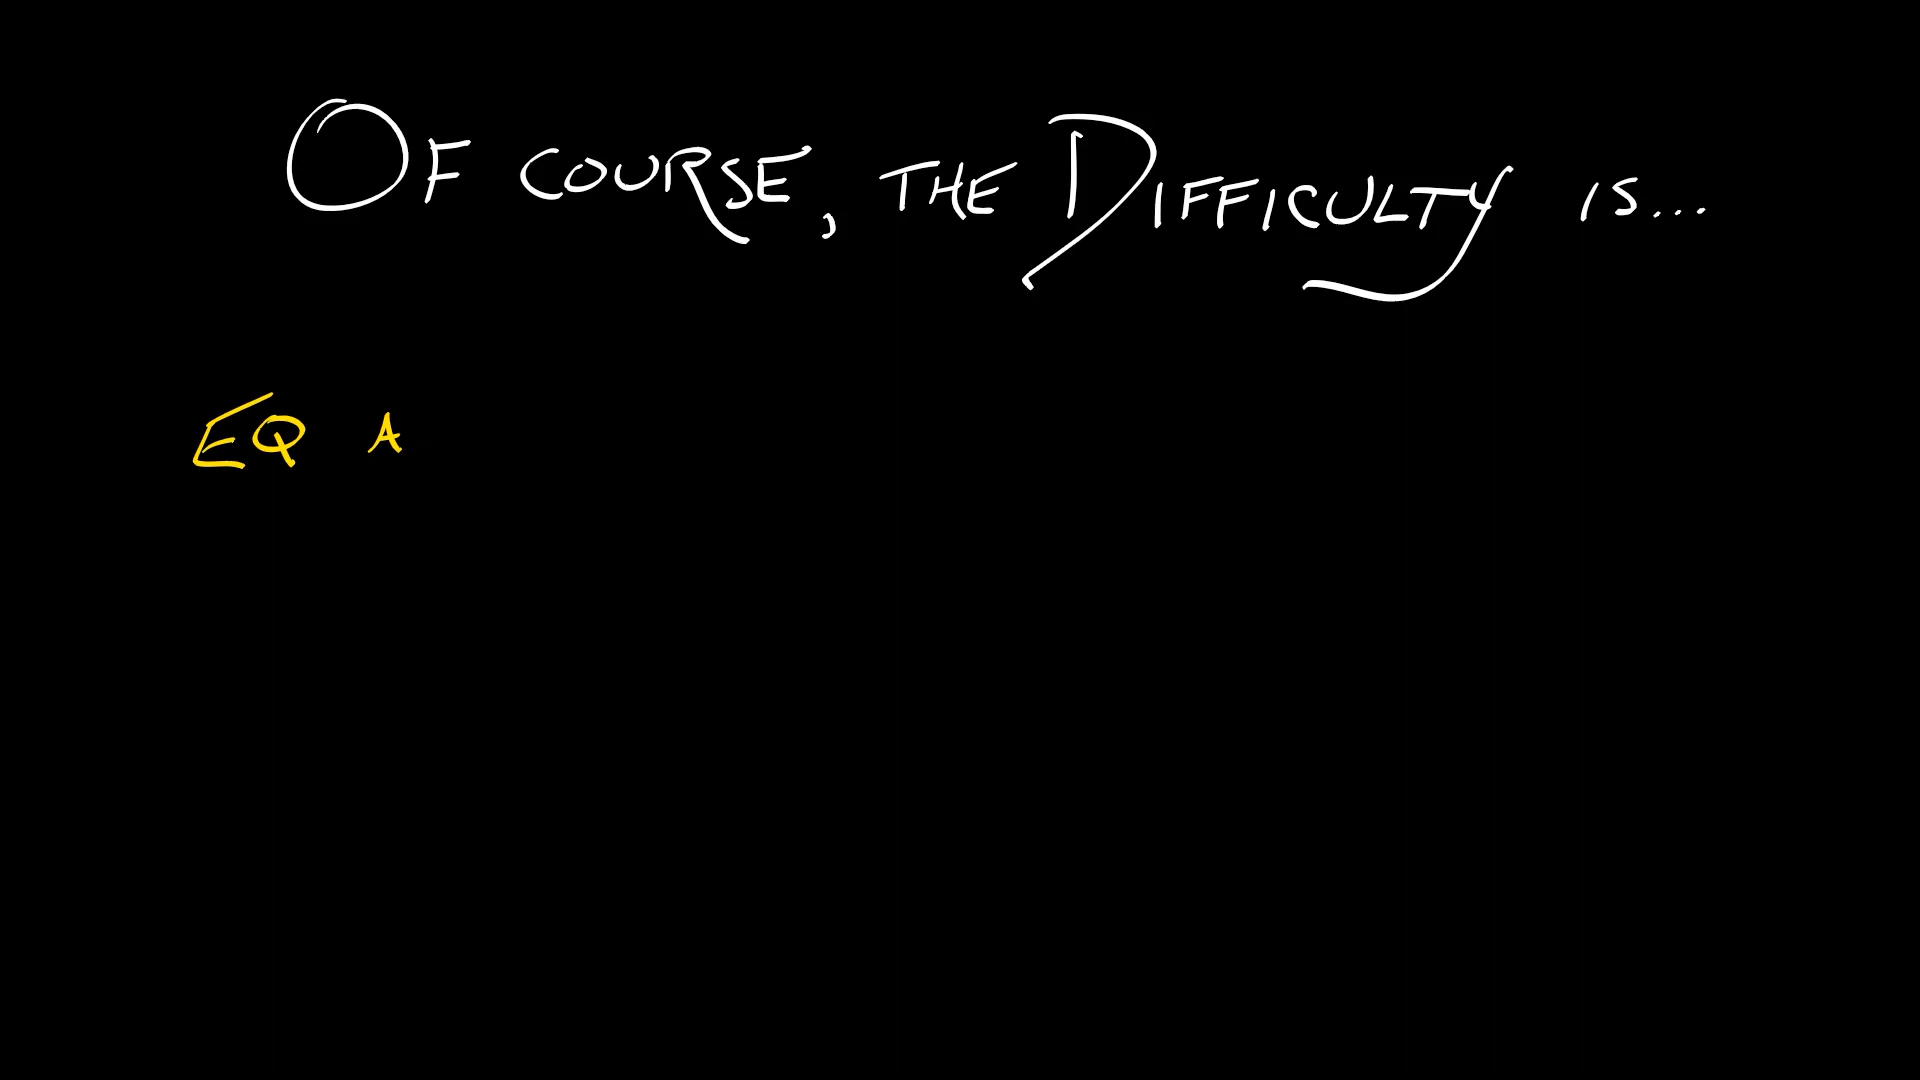 OF COURSE, THE DIFFICULTY IS...
EQ A